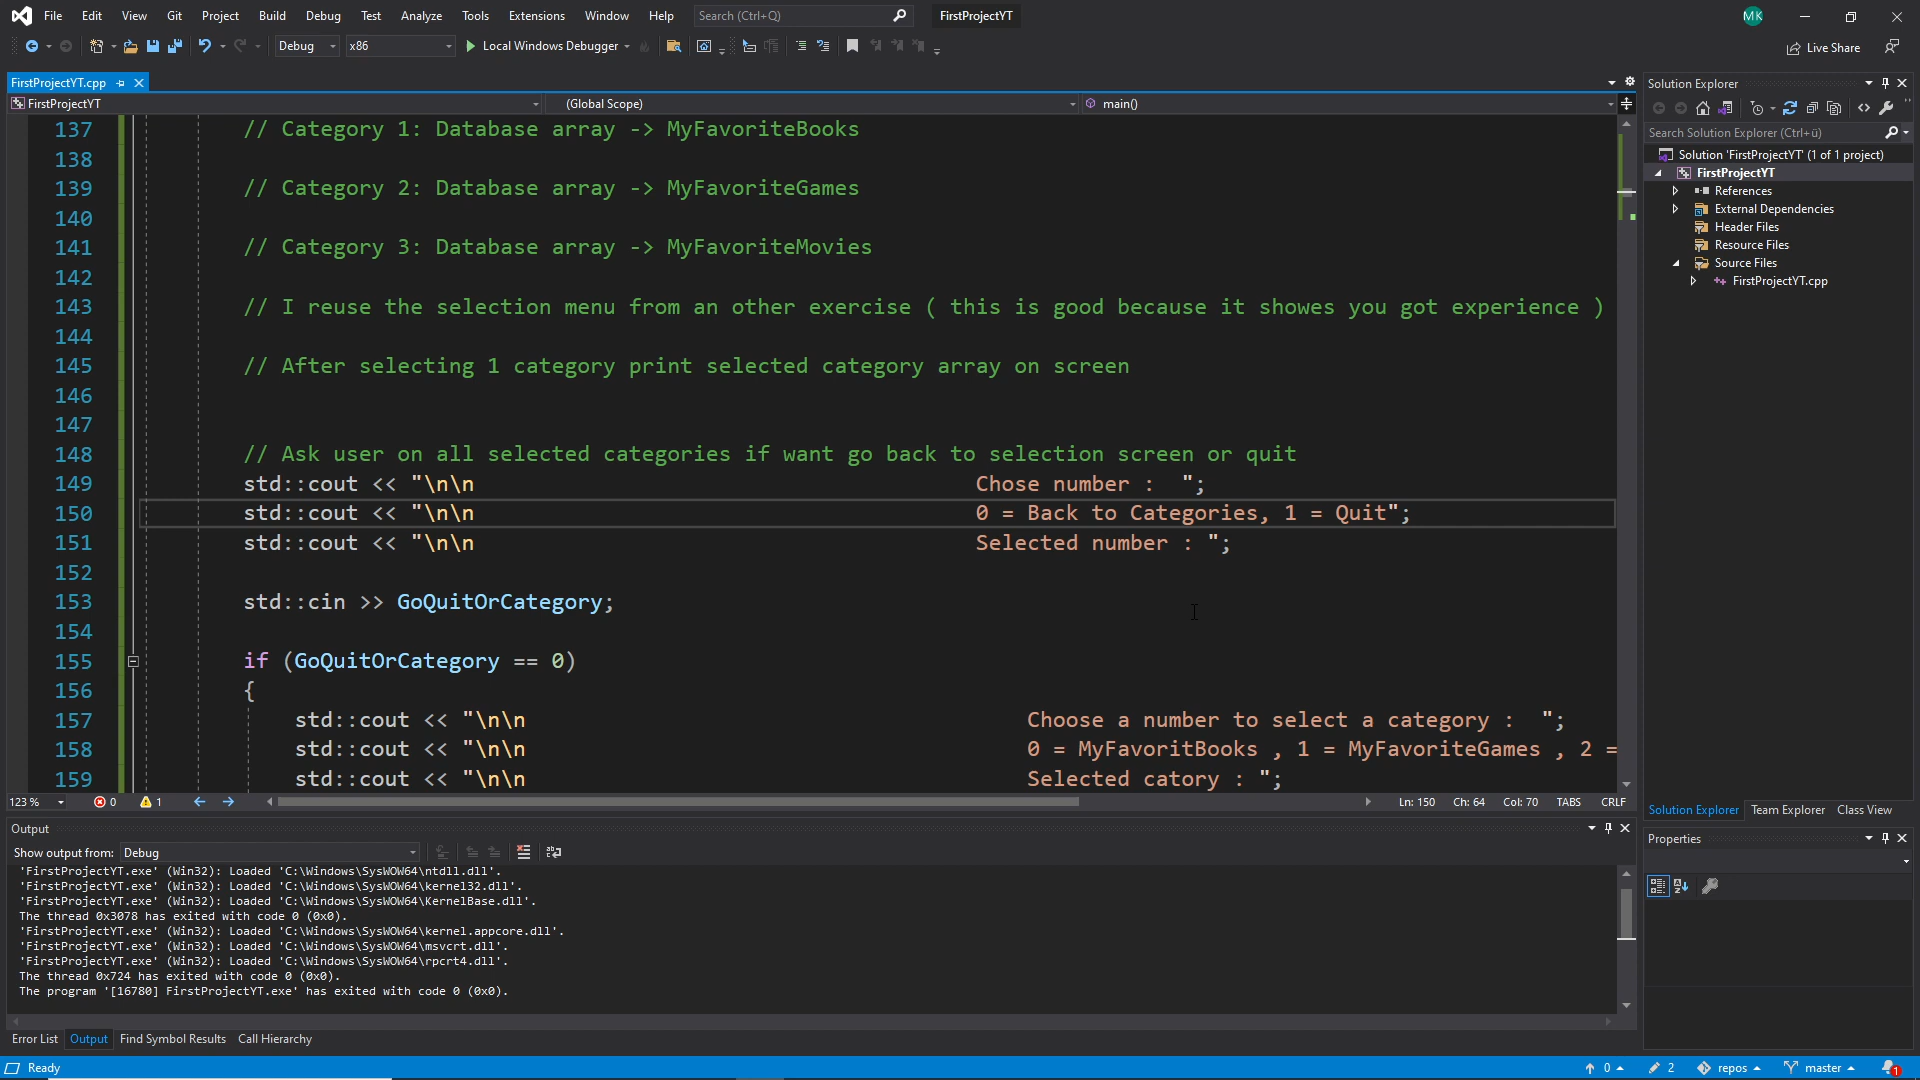 File Edit View Git Project Build Debug Test Analyze Tools Extensions Window Help Search (Ctrl+Q) FirstProjectYT MK
Debug x86 Local Windows Debugger Live Share
FirstProjectYT.cpp
FirstProjectYT (Global Scope) main()
137 // Category 1: Database array -> MyFavoriteBooks
138
139 // Category 2: Database array -> MyFavoriteGames
140
141 // Category 3: Database array -> MyFavoriteMovies
142
143 // I reuse the selection menu from an other exercise ( this is good because it showes you got experience )
144
145 // After selecting 1 category print selected category array on screen
146
147
148 // Ask user on all selected categories if want go back to selection screen or quit
149 std::cout << "\n\n Chose number : ";
150 std::cout << "\n\n 0 = Back to Categories, 1 = Quit";
151 std::cout << "\n\n Selected number : ";
152
153 std::cin >> GoQuitOrCategory;
154
155 if (GoQuitOrCategory == 0)
156 {
157 std::cout << "\n\n Choose a number to select a category : ";
158 std::cout << "\n\n 0 = MyFavoritBooks , 1 = MyFavoriteGames , 2 =
159 std::cout << "\n\n Selected catory : ";
123 % 0 1 Ln: 150 Ch: 64 Col: 70 TABS CRLF
Output
Show output from: Debug
'FirstProjectYT.exe' (Win32): Loaded 'C:\Windows\SysWOW64\ntdll.dll'.
'FirstProjectYT.exe' (Win32): Loaded 'C:\Windows\SysWOW64\kernel32.dll'.
'FirstProjectYT.exe' (Win32): Loaded 'C:\Windows\SysWOW64\KernelBase.dll'.
The thread 0x3078 has exited with code 0 (0x0).
'FirstProjectYT.exe' (Win32): Loaded 'C:\Windows\SysWOW64\kernel.appcore.dll'.
'FirstProjectYT.exe' (Win32): Loaded 'C:\Windows\SysWOW64\msvcrt.dll'.
'FirstProjectYT.exe' (Win32): Loaded 'C:\Windows\SysWOW64\rpcrt4.dll'.
The thread 0x724 has exited with code 0 (0x0).
The program '[16780] FirstProjectYT.exe' has exited with code 0 (0x0).
Error List Output Find Symbol Results Call Hierarchy
Solution Explorer
Search Solution Explorer (Ctrl+ü)
Solution 'FirstProjectYT' (1 of 1 project)
FirstProjectYT
References
External Dependencies
Header Files
Resource Files
Source Files
FirstProjectYT.cpp
Solution Explorer Team Explorer Class View
Properties
Ready 0 2 repos master 1